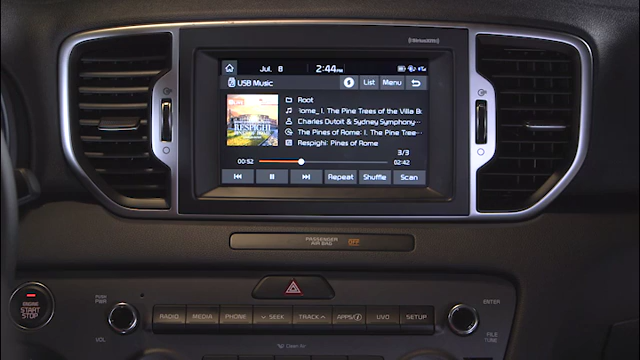 SiriusXM
Jul. 8 2:44PM
USB Music List Menu
Root
Rome_ I. The Pine Trees of the Villa B
Charles Dutoit & Sydney Symphony...
The Pines of Rome: I. The Pine Tree...
Respighi: Pines of Rome
RESPIGHI
3/3
00:52 02:42
Repeat Shuffle Scan
PASSENGER
AIR BAG OFF
ENGINE
START
STOP
PUSH
PWR
VOL
RADIO MEDIA PHONE SEEK TRACK APPS UVO SETUP
ENTER
FILE
TUNE
Clean Air